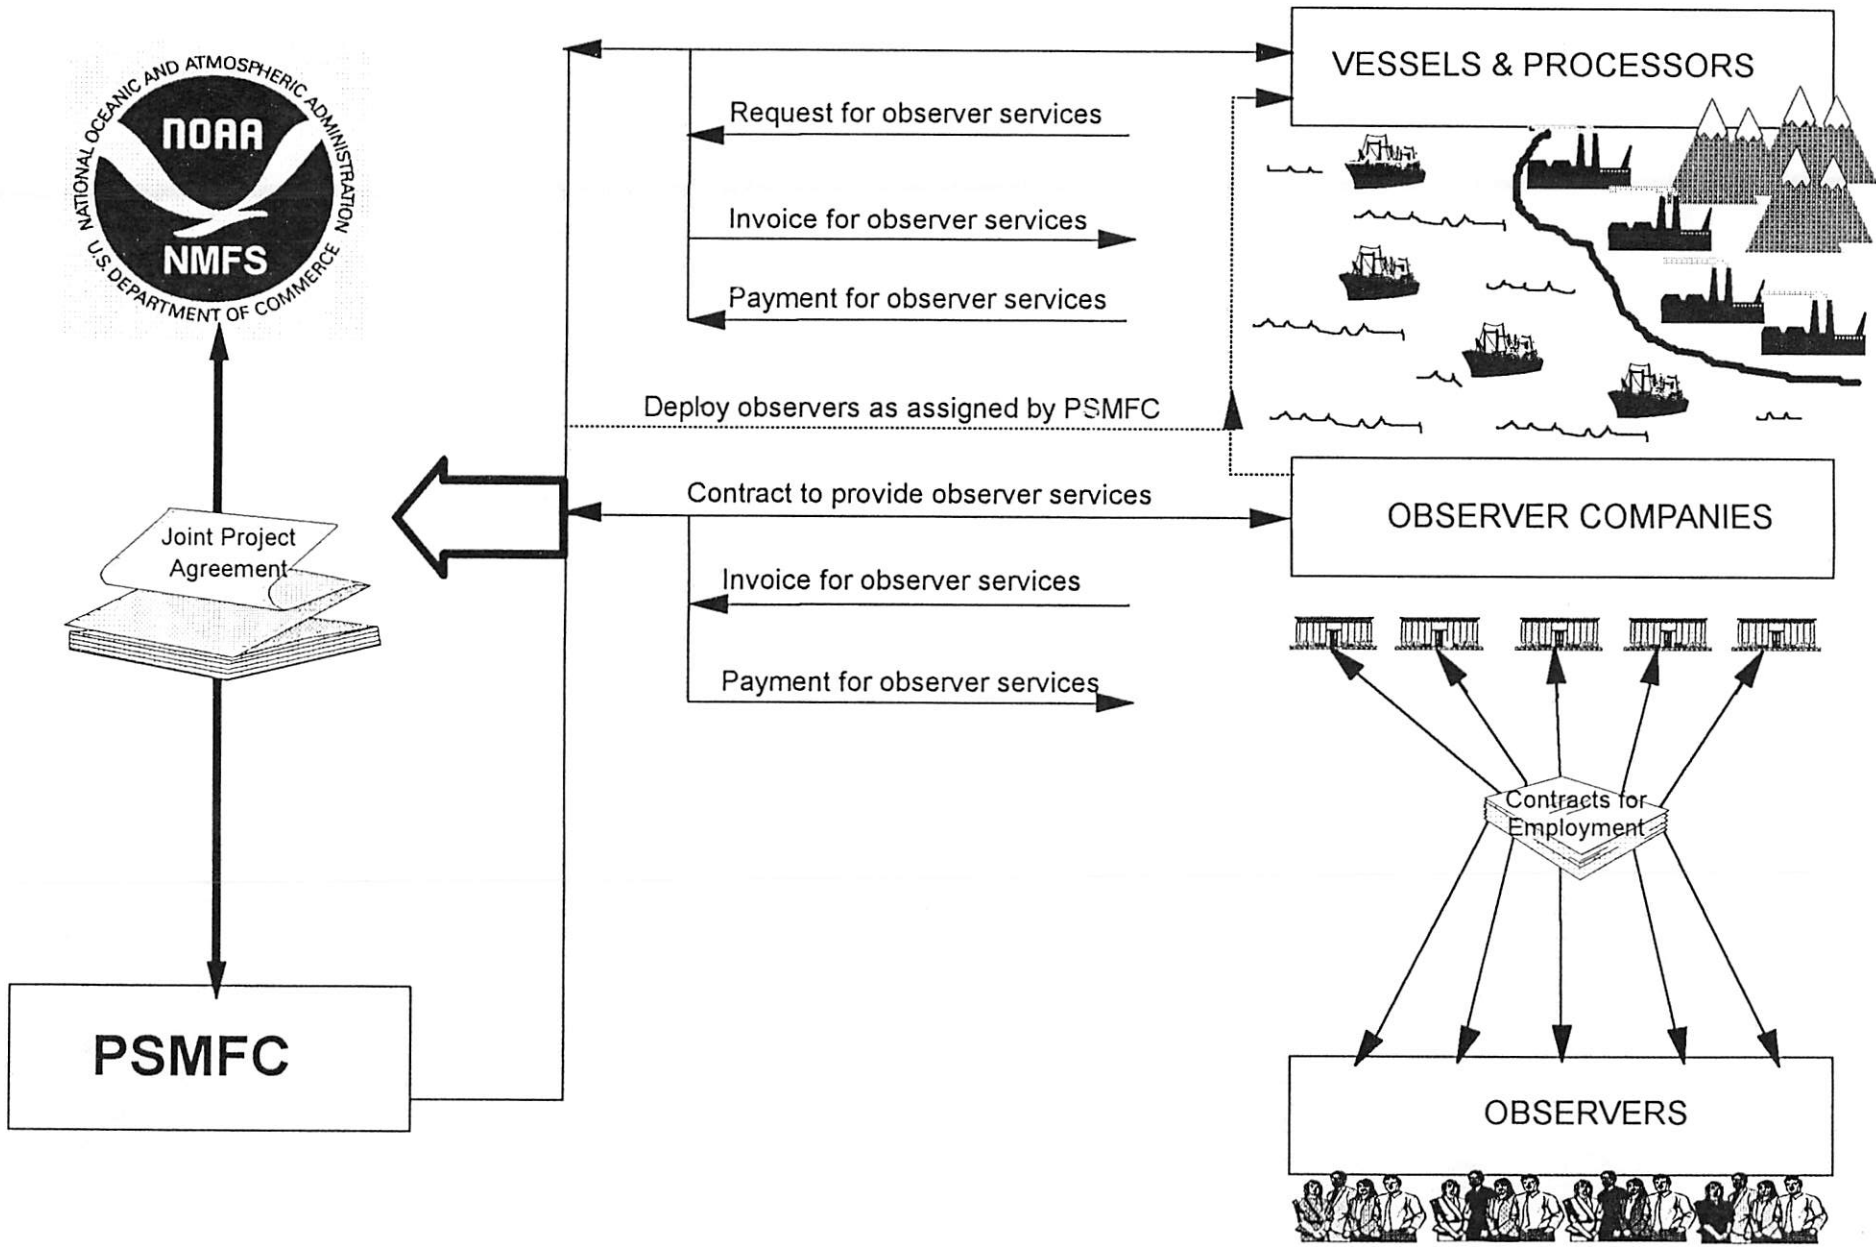 NATIONAL OCEANIC AND ATMOSPHERIC ADMINISTRATION
U.S. DEPARTMENT OF COMMERCE
NOAA
NMFS
VESSELS & PROCESSORS
Request for observer services
Invoice for observer services
Payment for observer services
Deploy observers as assigned by PSMFC
Contract to provide observer services
OBSERVER COMPANIES
Joint Project
Agreement
Invoice for observer services
Payment for observer services
Contracts for
Employment
PSMFC
OBSERVERS